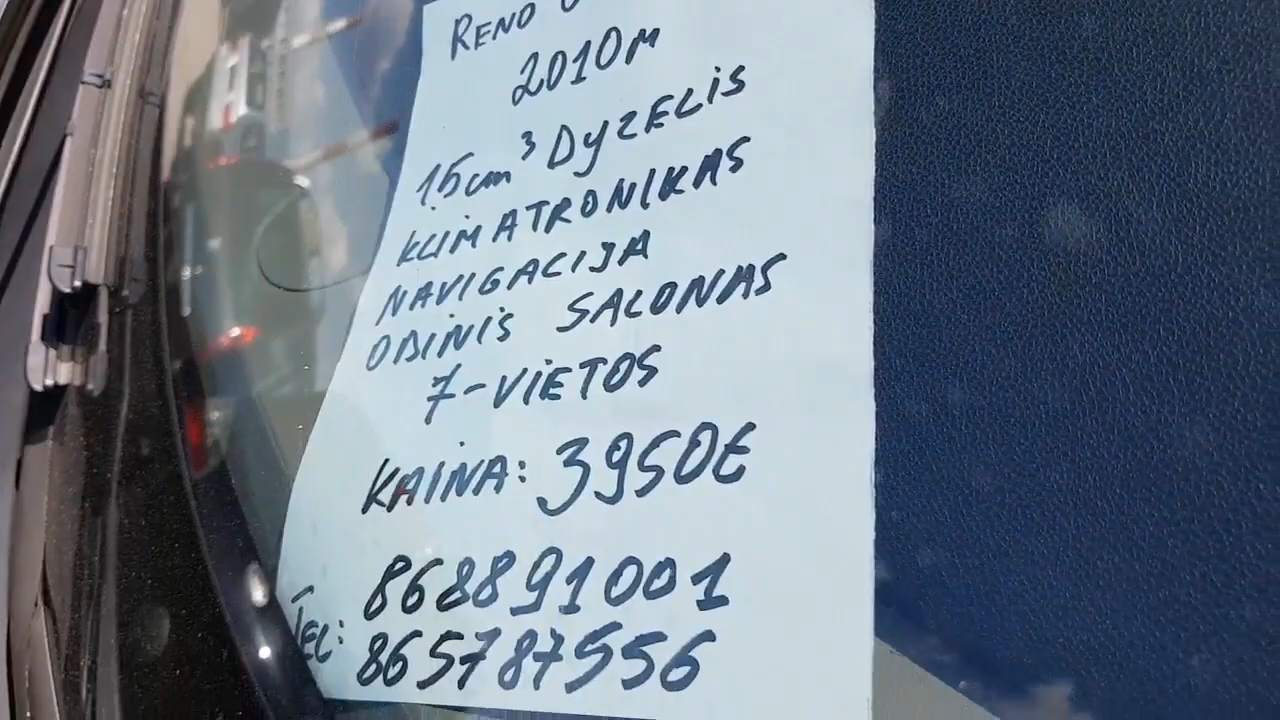 RENO
2010m
1,5cm³ DYZELIS
KLIMATRONIKAS
NAVIGACIJA
ODINIS SALONAS
7-VIETOS
KAINA: 3950€
868891001
TEL: 865787556